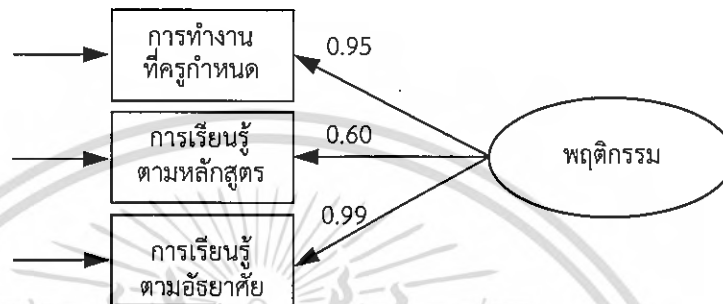 การทำงาน
ที่ครูกำหนด
0.95
การเรียนรู้
ตามหลักสูตร
0.60
พฤติกรรม
0.99
การเรียนรู้
ตามอัธยาศัย